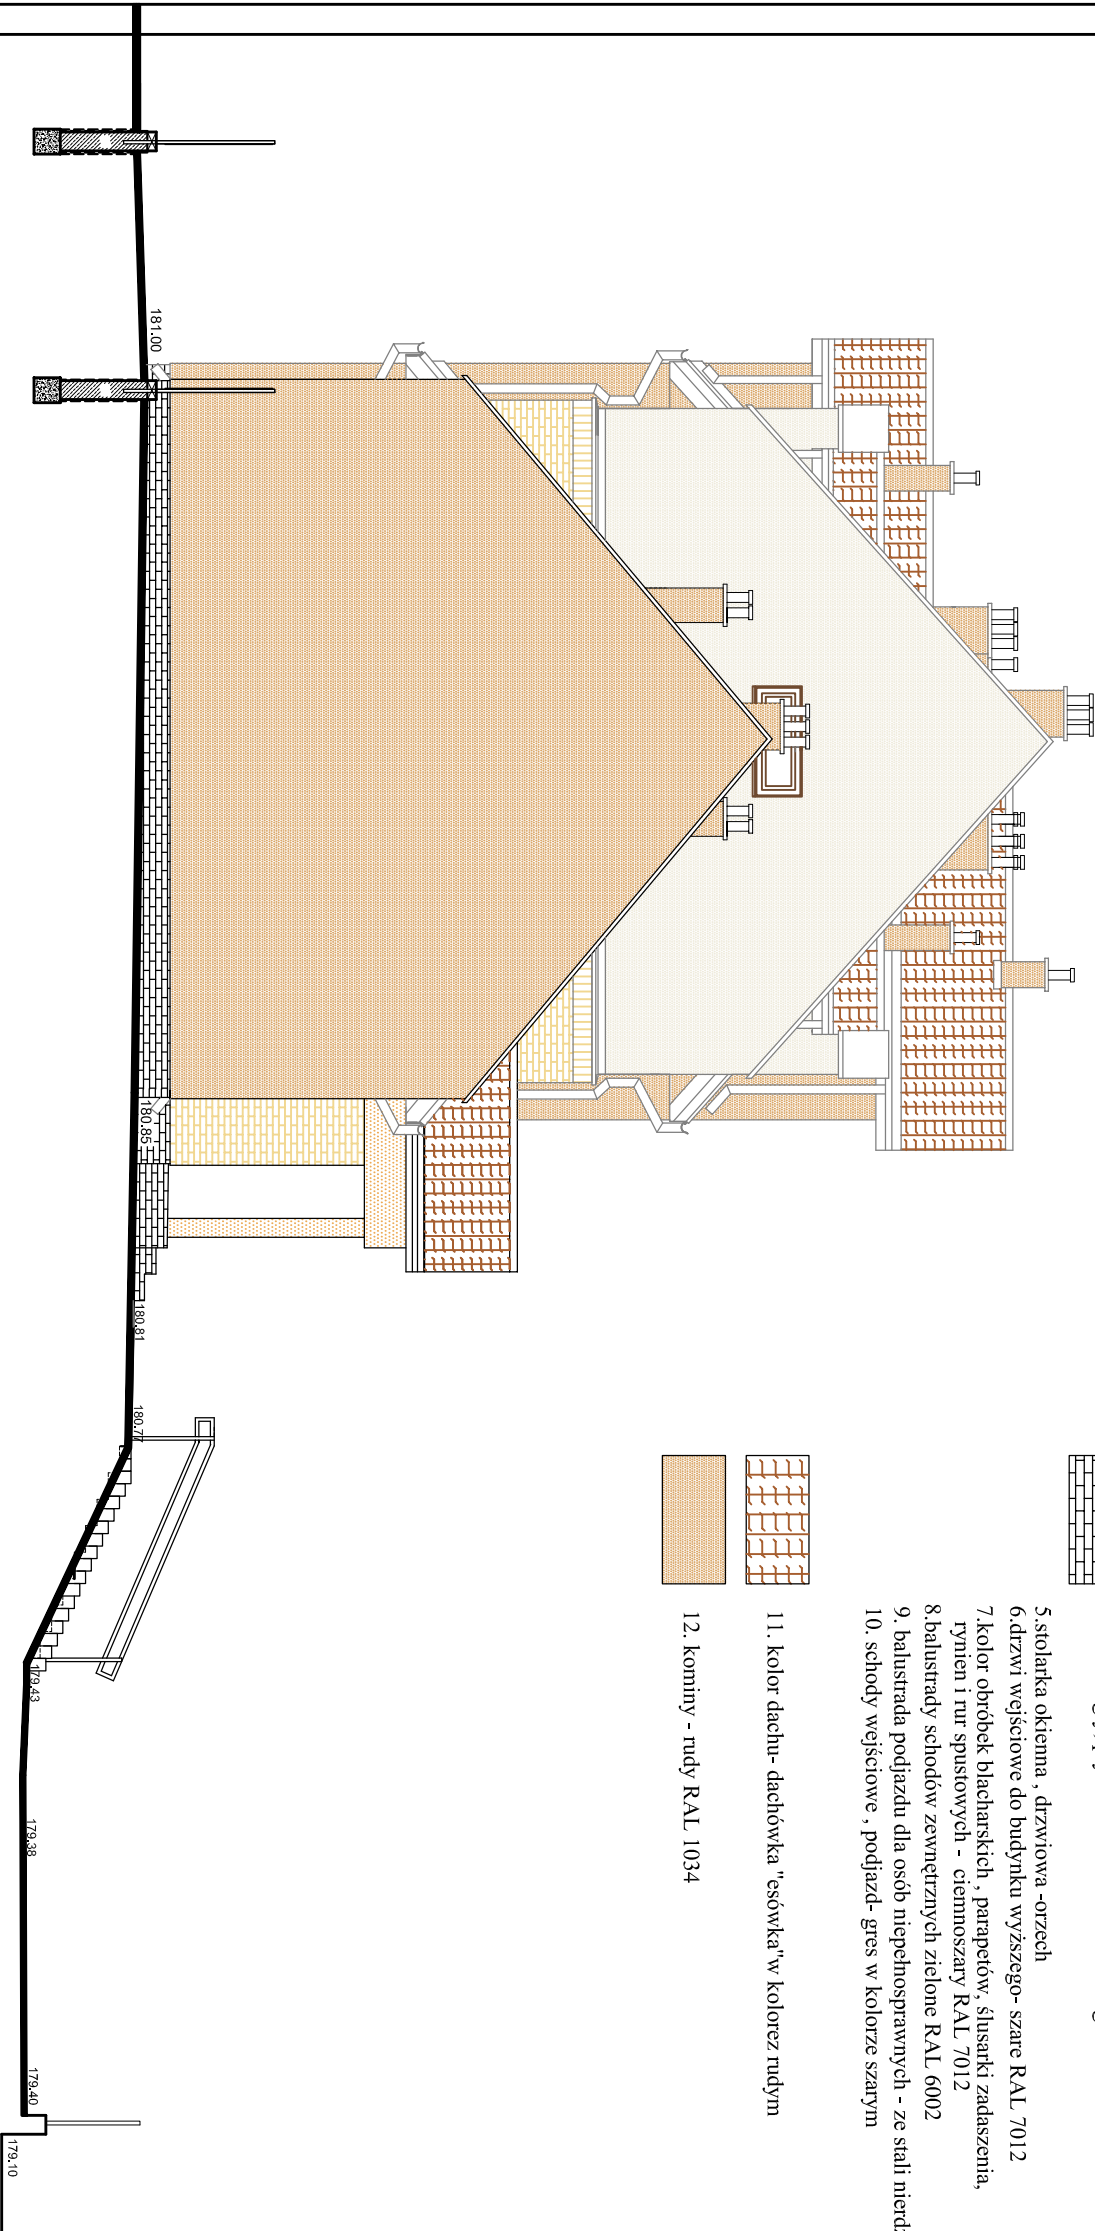 5.stolarka okienna , drzwiowa -orzech
6.drzwi wejściowe do budynku wyższego- szare RAL 7012
7.kolor obróbek blacharskich , parapetów, ślusarki zadaszenia,
rynien i rur spustowych - ciemnoszary RAL 7012
8.balustrady schodów zewnętrznych zielone RAL 6002
9. balustrada podjazdu dla osób niepełnosprawnych - ze stali
10. schody wejściowe , podjazd- gres w kolorze szarym
11. kolor dachu- dachówka "esówka"w kolorez rudym
12. kominy - rudy RAL 1034
181.00
180.85
180.81
180.77
179.43
179.38
179.40
179.10